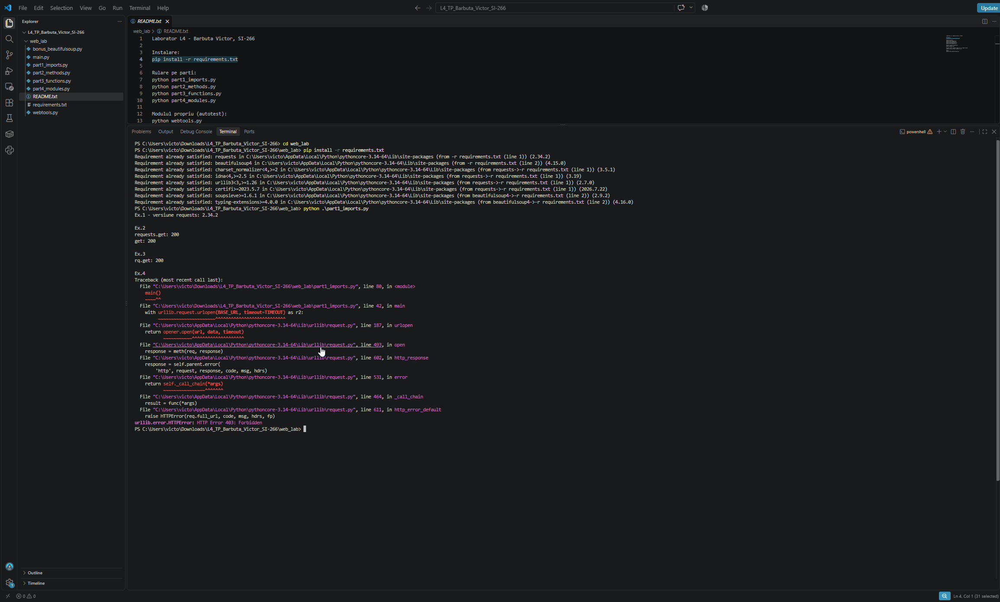 File Edit Selection View Go Run Terminal Help
L4_TP_Barbuta_Victor_SI-266
Update
Explorer
L4_TP_Barbuta_Victor_SI-266
web_lab
bonus_beautifulsoup.py
main.py
part1_imports.py
part2_methods.py
part3_functions.py
part4_modules.py
README.txt
requirements.txt
webtools.py
README.txt
web_lab > README.txt
1 Laborator L4 - Barbuta Victor, SI-266
2
3 Instalare:
4 pip install -r requirements.txt
5
6 Rulare pe parti:
7 python part1_imports.py
8 python part2_methods.py
9 python part3_functions.py
10 python part4_modules.py
11
12 Modulul propriu (autotest):
13 python webtools.py
Problems Output Debug Console Terminal Ports
powershell
PS C:\Users\victo\Downloads\L4_TP_Barbuta_Victor_SI-266> cd web_lab
PS C:\Users\victo\Downloads\L4_TP_Barbuta_Victor_SI-266\web_lab> pip install -r requirements.txt
Requirement already satisfied: requests in C:\Users\victo\AppData\Local\Python\pythoncore-3.14-64\Lib\site-packages (from -r requirements.txt (line 1)) (2.34.2)
Requirement already satisfied: beautifulsoup4 in C:\Users\victo\AppData\Local\Python\pythoncore-3.14-64\Lib\site-packages (from -r requirements.txt (line 2)) (4.15.0)
Requirement already satisfied: charset_normalizer<4,>=2 in C:\Users\victo\AppData\Local\Python\pythoncore-3.14-64\Lib\site-packages (from requests->-r requirements.txt (line 1)) (3.5.1)
Requirement already satisfied: idna<4,>=2.5 in C:\Users\victo\AppData\Local\Python\pythoncore-3.14-64\Lib\site-packages (from requests->-r requirements.txt (line 1)) (3.19)
Requirement already satisfied: urllib3<3,>=1.26 in C:\Users\victo\AppData\Local\Python\pythoncore-3.14-64\Lib\site-packages (from requests->-r requirements.txt (line 1)) (2.7.0)
Requirement already satisfied: certifi>=2023.5.7 in C:\Users\victo\AppData\Local\Python\pythoncore-3.14-64\Lib\site-packages (from requests->-r requirements.txt (line 1)) (2026.7.22)
Requirement already satisfied: soupsieve>=1.6.1 in C:\Users\victo\AppData\Local\Python\pythoncore-3.14-64\Lib\site-packages (from beautifulsoup4->-r requirements.txt (line 2)) (2.9.2)
Requirement already satisfied: typing-extensions>=4.0.0 in C:\Users\victo\AppData\Local\Python\pythoncore-3.14-64\Lib\site-packages (from beautifulsoup4->-r requirements.txt (line 2)) (4.16.0)
PS C:\Users\victo\Downloads\L4_TP_Barbuta_Victor_SI-266\web_lab> python .\part1_imports.py
Ex.1 - versiune requests: 2.34.2
Ex.2
requests.get: 200
get: 200
Ex.3
rq.get: 200
Ex.4
Traceback (most recent call last):
File "C:\Users\victo\Downloads\L4_TP_Barbuta_Victor_SI-266\web_lab\part1_imports.py", line 80, in <module>
main()
~~~~^^
File "C:\Users\victo\Downloads\L4_TP_Barbuta_Victor_SI-266\web_lab\part1_imports.py", line 42, in main
with urllib.request.urlopen(BASE_URL, timeout=TIMEOUT) as r2:
~~~~~~~~~~~~~~~~~~~~~~^^^^^^^^^^^^^^^^^^^^^^^^^^^
File "C:\Users\victo\AppData\Local\Python\pythoncore-3.14-64\Lib\urllib\request.py", line 187, in urlopen
return opener.open(url, data, timeout)
~~~~~~~~~~~^^^^^^^^^^^^^^^^^^^^
File "C:\Users\victo\AppData\Local\Python\pythoncore-3.14-64\Lib\urllib\request.py", line 493, in open
response = meth(req, response)
File "C:\Users\victo\AppData\Local\Python\pythoncore-3.14-64\Lib\urllib\request.py", line 602, in http_response
response = self.parent.error(
'http', request, response, code, msg, hdrs)
File "C:\Users\victo\AppData\Local\Python\pythoncore-3.14-64\Lib\urllib\request.py", line 531, in error
return self._call_chain(*args)
~~~~~~~~~~~~~~~~^^^^^^^
File "C:\Users\victo\AppData\Local\Python\pythoncore-3.14-64\Lib\urllib\request.py", line 464, in _call_chain
result = func(*args)
File "C:\Users\victo\AppData\Local\Python\pythoncore-3.14-64\Lib\urllib\request.py", line 611, in http_error_default
raise HTTPError(req.full_url, code, msg, hdrs, fp)
urllib.error.HTTPError: HTTP Error 403: Forbidden
PS C:\Users\victo\Downloads\L4_TP_Barbuta_Victor_SI-266\web_lab>
Outline
Timeline
1
0 0
Ln 4, Col 1 (31 selected)